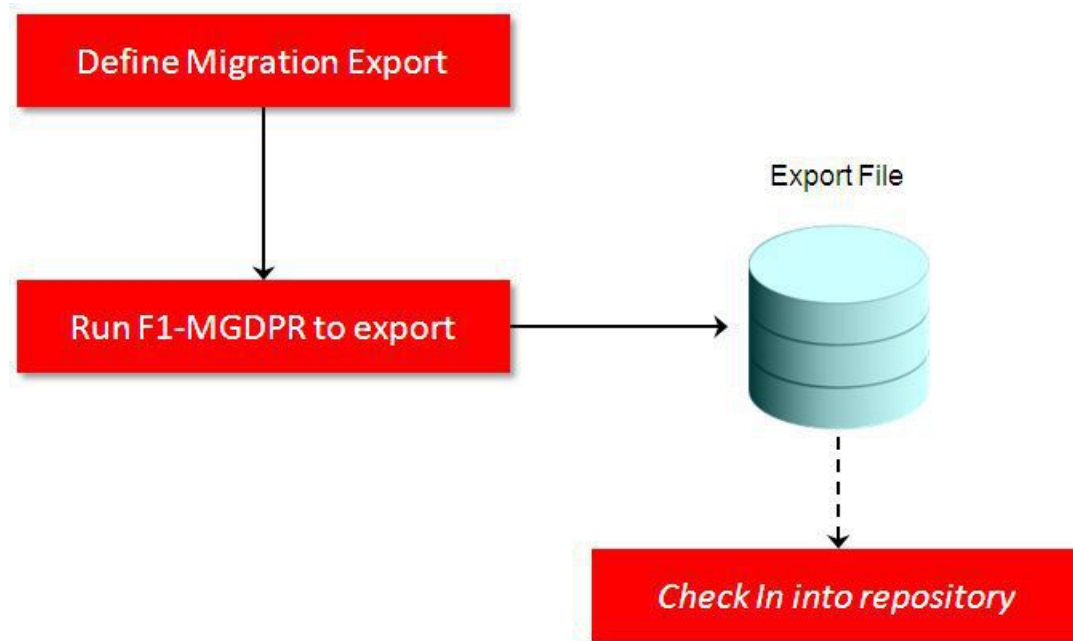 Define Migration Export
Export File
Run F1-MGDPR to export
Check In into repository